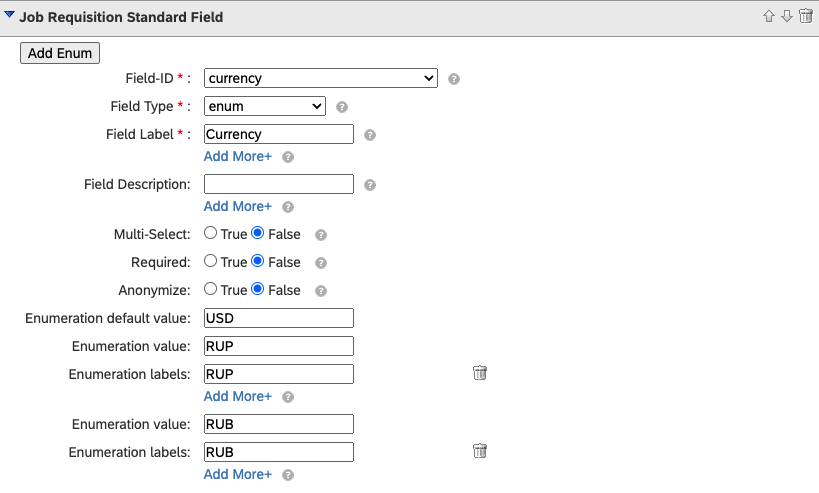 Job Requisition Standard Field
Add Enum
Field-ID * : currency ?
Field Type * : enum ?
Field Label * : Currency ?
Add More+ ?
Field Description: ?
Add More+ ?
Multi-Select: True False ?
Required: True False ?
Anonymize: True False ?
Enumeration default value: USD
Enumeration value: RUP
Enumeration labels: RUP
Add More+ ?
Enumeration value: RUB
Enumeration labels: RUB
Add More+ ?